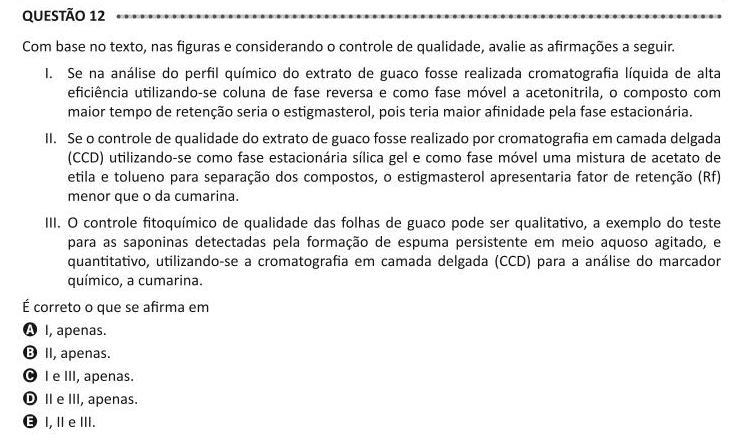 QUESTÃO 12
Com base no texto, nas figuras e considerando o controle de qualidade, avalie as afirmações a seguir.
I. Se na análise do perfil químico do extrato de guaco fosse realizada cromatografia líquida de alta
eficiência utilizando-se coluna de fase reversa e como fase móvel a acetonitrila, o composto com
maior tempo de retenção seria o estigmasterol, pois teria maior afinidade pela fase estacionária.
II. Se o controle de qualidade do extrato de guaco fosse realizado por cromatografia em camada delgada
(CCD) utilizando-se como fase estacionária sílica gel e como fase móvel uma mistura de acetato de
etila e tolueno para separação dos compostos, o estigmasterol apresentaria fator de retenção (Rf)
menor que o da cumarina.
III. O controle fitoquímico de qualidade das folhas de guaco pode ser qualitativo, a exemplo do teste
para as saponinas detectadas pela formação de espuma persistente em meio aquoso agitado, e
quantitativo, utilizando-se a cromatografia em camada delgada (CCD) para a análise do marcador
químico, a cumarina.
É correto o que se afirma em
A I, apenas.
B II, apenas.
C I e III, apenas.
D II e III, apenas.
E I, II e III.